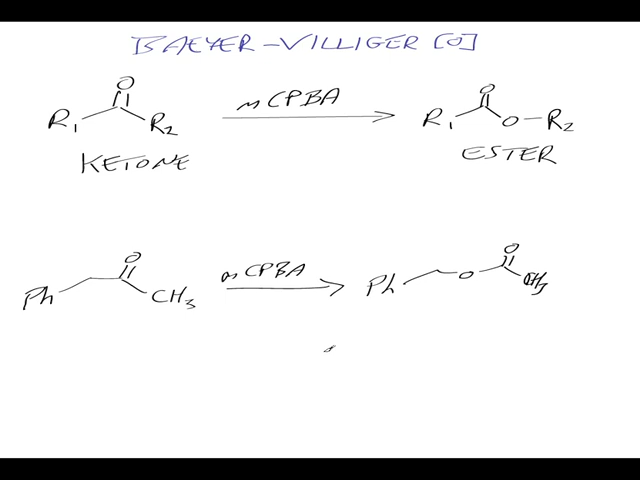 BAEYER-VILLIGER [O]
O mCPBA O
R1 R2 R1 O-R2
KETONE ESTER
O mCPBA O
Ph CH3 Ph O CH3